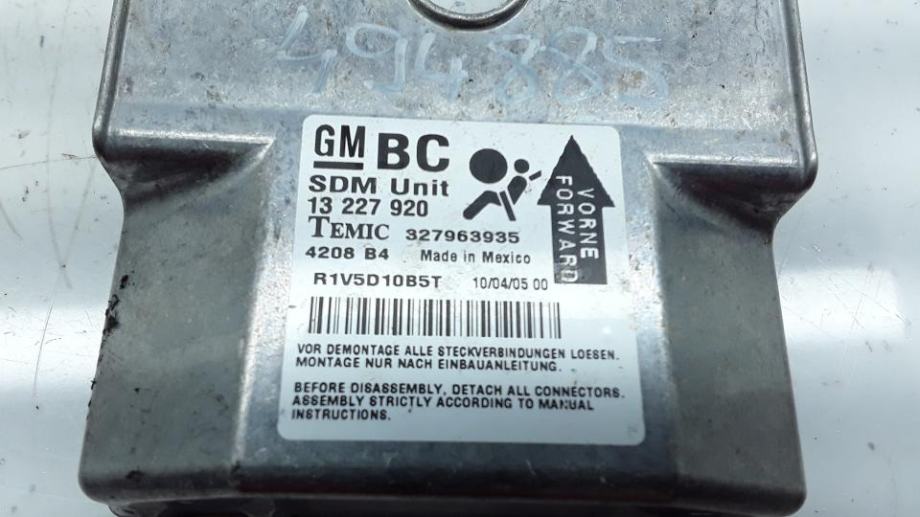 494885
GM BC
SDM Unit
13 227 920
TEMIC 327963935
4208 B4 Made in Mexico
R1V5D10B5T 10/04/05 00
VORNE
FORWARD
VOR DEMONTAGE ALLE STECKVERBINDUNGEN LOESEN.
MONTAGE NUR NACH EINBAUANLEITUNG.
BEFORE DISASSEMBLY, DETACH ALL CONNECTORS.
ASSEMBLY STRICTLY ACCORDING TO MANUAL
INSTRUCTIONS.